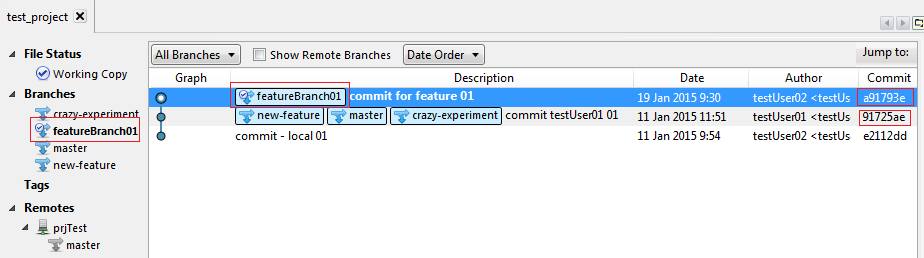 test_project
File Status
Working Copy
Branches
crazy-experiment
featureBranch01
master
new-feature
Tags
Remotes
prjTest
master
All Branches Show Remote Branches Date Order Jump to:
Graph Description Date Author Commit
featureBranch01 commit for feature 01 19 Jan 2015 9:30 testUser02 <testUs a91793e
new-feature master crazy-experiment commit testUser01 01 11 Jan 2015 11:51 testUser01 <testUs 91725ae
commit - local 01 11 Jan 2015 9:54 testUser02 <testUs e2112dd